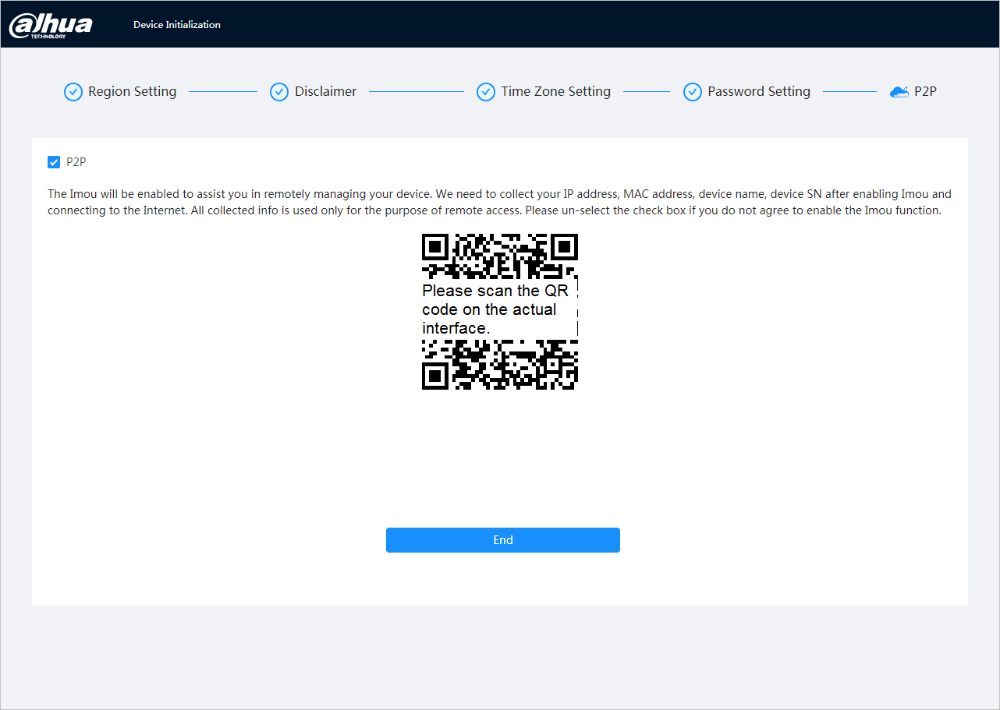 alhua
TECHNOLOGY
Device Initialization
Region Setting
Disclaimer
Time Zone Setting
Password Setting
P2P
P2P
The Imou will be enabled to assist you in remotely managing your device. We need to collect your IP address, MAC address, device name, device SN after enabling Imou and
connecting to the Internet. All collected info is used only for the purpose of remote access. Please un-select the check box if you do not agree to enable the Imou function.
Please scan the QR
code on the actual
interface.
End